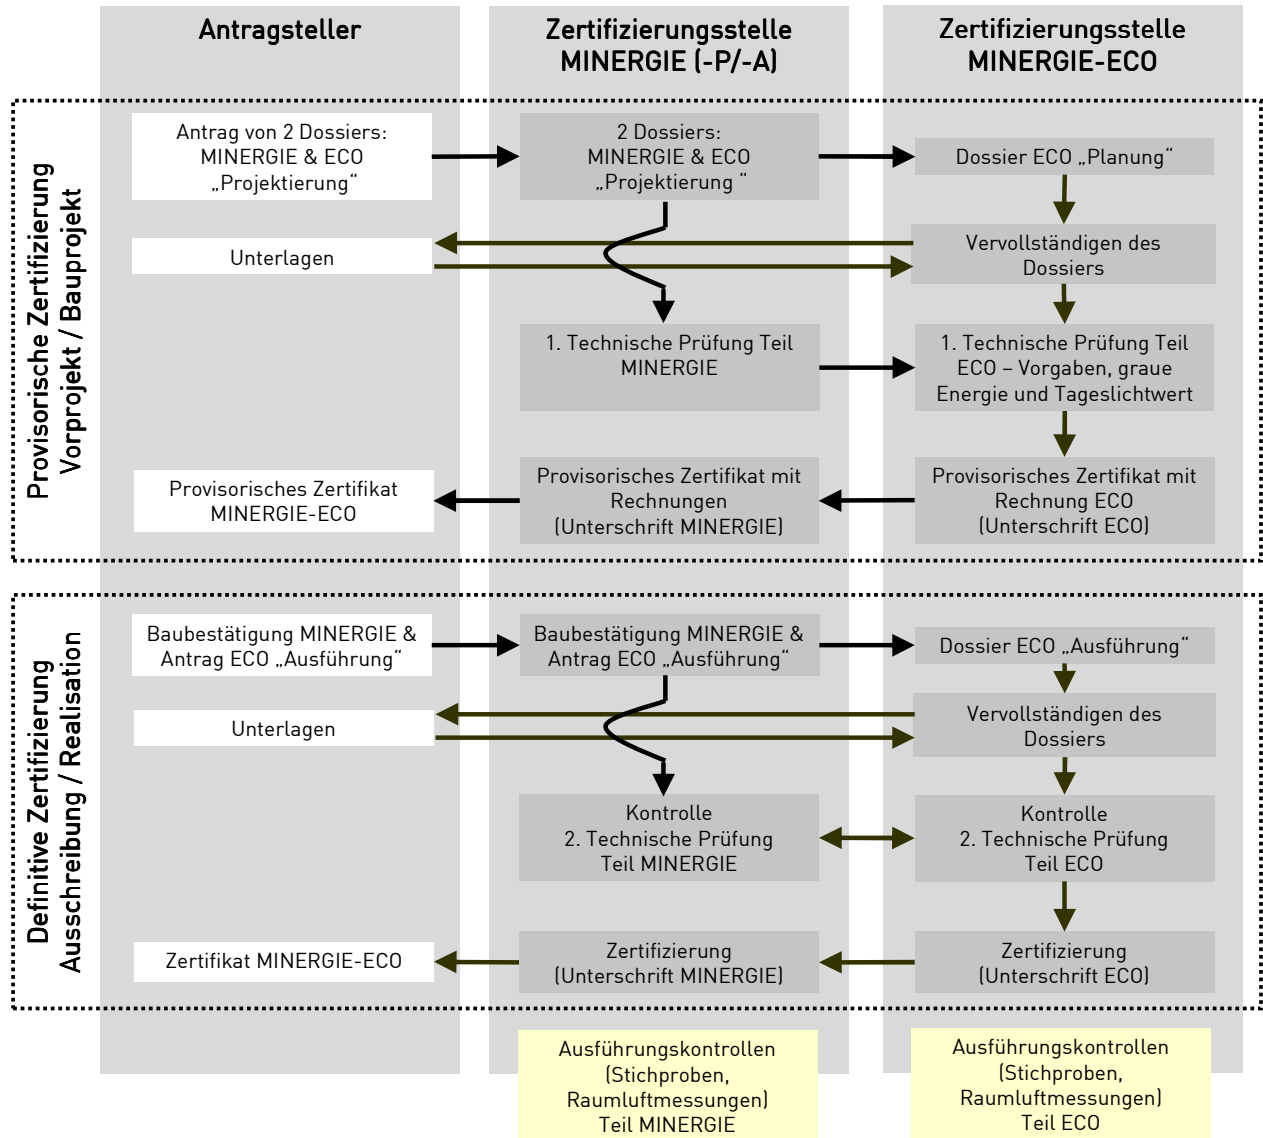 Antragsteller
Zertifizierungsstelle
MINERGIE (-P/-A)
Zertifizierungsstelle
MINERGIE-ECO
Provisorische Zertifizierung
Vorprojekt / Bauprojekt
Antrag von 2 Dossiers:
MINERGIE & ECO
„Projektierung“
2 Dossiers:
MINERGIE & ECO
„Projektierung “
Dossier ECO „Planung“
Unterlagen
Vervollständigen des
Dossiers
1. Technische Prüfung Teil
MINERGIE
1. Technische Prüfung Teil
ECO – Vorgaben, graue
Energie und Tageslichtwert
Provisorisches Zertifikat
MINERGIE-ECO
Provisorisches Zertifikat mit
Rechnungen
(Unterschrift MINERGIE)
Provisorisches Zertifikat mit
Rechnung ECO
(Unterschrift ECO)
Definitive Zertifizierung
Ausschreibung / Realisation
Baubestätigung MINERGIE &
Antrag ECO „Ausführung“
Baubestätigung MINERGIE &
Antrag ECO „Ausführung“
Dossier ECO „Ausführung“
Unterlagen
Vervollständigen des
Dossiers
Kontrolle
2. Technische Prüfung
Teil MINERGIE
Kontrolle
2. Technische Prüfung
Teil ECO
Zertifikat MINERGIE-ECO
Zertifizierung
(Unterschrift MINERGIE)
Zertifizierung
(Unterschrift ECO)
Ausführungskontrollen
(Stichproben,
Raumluftmessungen)
Teil MINERGIE
Ausführungskontrollen
(Stichproben,
Raumluftmessungen)
Teil ECO